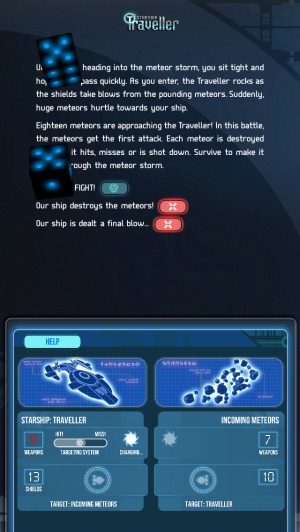 STARSHIP
Traveller
heading into the meteor storm, you sit tight and
pass quickly. As you enter, the Traveller rocks as
the shields take blows from the pounding meteors. Suddenly,
huge meteors hurtle towards your ship.
Eighteen meteors are approaching the Traveller! In this battle,
the meteors get the first attack. Each meteor is destroyed
it hits, misses or is shot down. Survive to make it
through the meteor storm.
FIGHT!
Our ship destroys the meteors!
Our ship is dealt a final blow...
HELP
STARSHIP: TRAVELLER
INCOMING METEORS
HIT!
MISS!
WEAPONS
TARGETING SYSTEM
CHARGING...
7
WEAPONS
13
SHIELDS
10
TARGET: INCOMING METEORS
TARGET: TRAVELLER